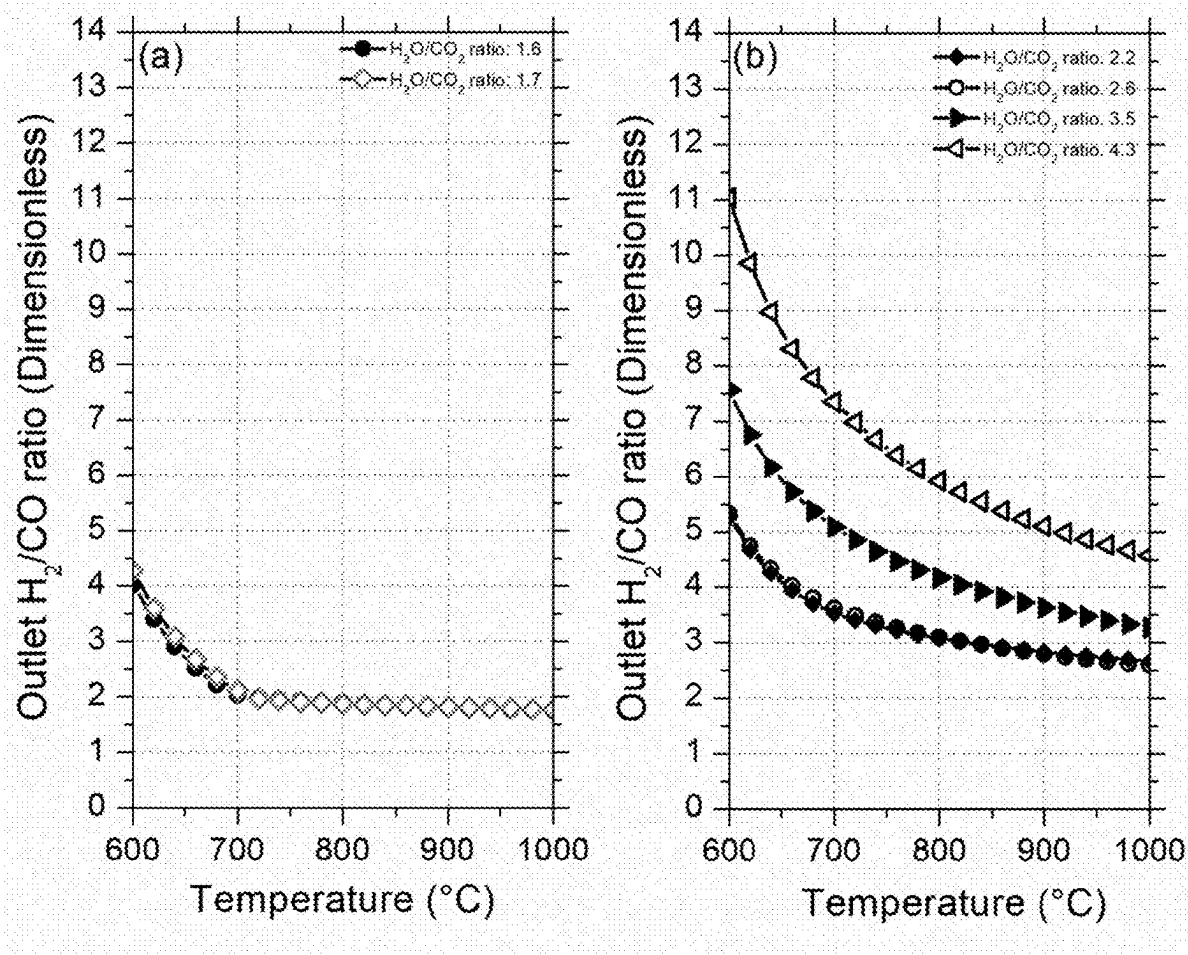 (a)
H₂O/CO₂ ratio: 1.6
H₂O/CO₂ ratio: 1.7
14
13
12
11
10
9
8
7
6
5
4
3
2
1
0
Outlet H₂/CO ratio (Dimensionless)
600 700 800 900 1000
Temperature (°C)
(b)
H₂O/CO₂ ratio. 2.2
H₂O/CO₂ ratio. 2.6
H₂O/CO₂ ratio. 3.5
H₂O/CO₂ ratio. 4.3
14
13
12
11
10
9
8
7
6
5
4
3
2
1
0
Outlet H₂/CO ratio (Dimensionless)
600 700 800 900 1000
Temperature (°C)